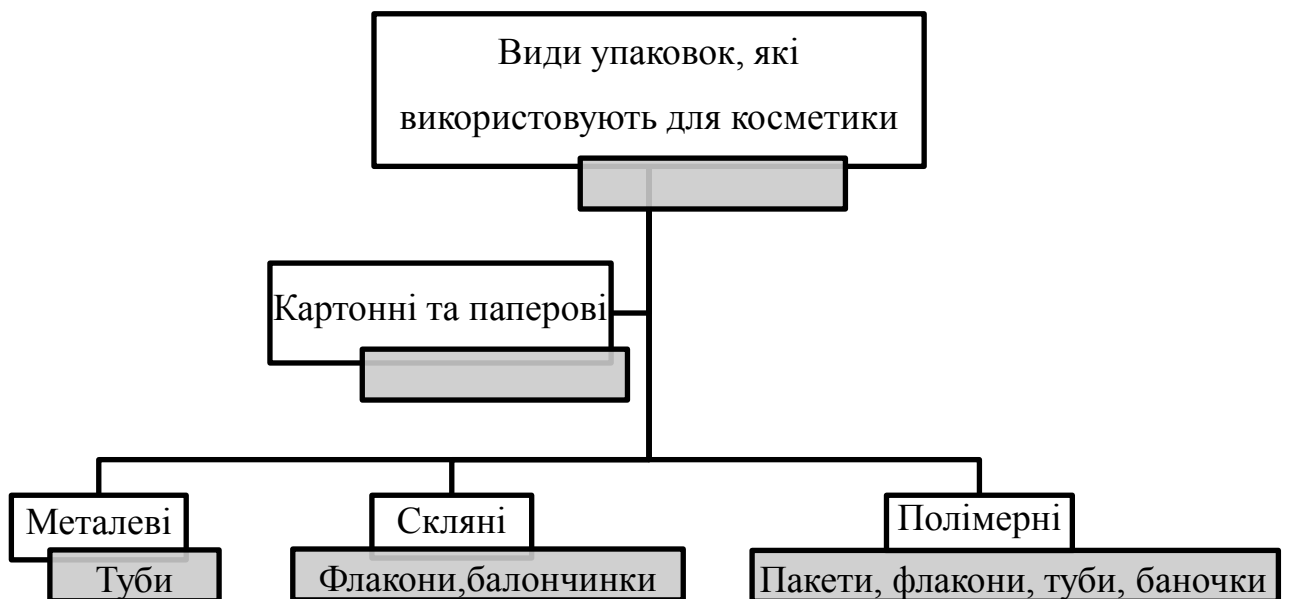 Види упаковок, які
використовують для косметики
Картонні та паперові
Металеві
Туби
Скляні
Флакони,балончинки
Полімерні
Пакети, флакони, туби, баночки